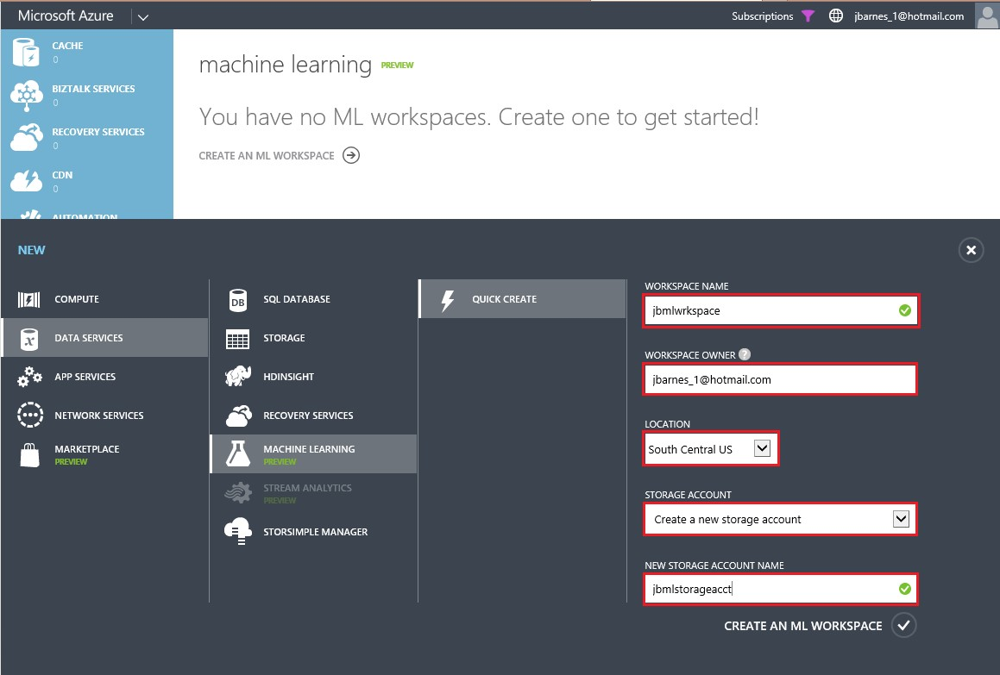 Microsoft Azure
Subscriptions
jbarnes_1@hotmail.com
CACHE
0
BIZTALK SERVICES
0
RECOVERY SERVICES
0
CDN
0
AUTOMATION
machine learning PREVIEW
You have no ML workspaces. Create one to get started!
CREATE AN ML WORKSPACE
NEW
COMPUTE
DATA SERVICES
APP SERVICES
NETWORK SERVICES
MARKETPLACE
PREVIEW
DB
SQL DATABASE
STORAGE
HDINSIGHT
RECOVERY SERVICES
MACHINE LEARNING
PREVIEW
STREAM ANALYTICS
PREVIEW
STORSIMPLE MANAGER
QUICK CREATE
WORKSPACE NAME
jbmlwrkspace
WORKSPACE OWNER ?
jbarnes_1@hotmail.com
LOCATION
South Central US
STORAGE ACCOUNT
Create a new storage account
NEW STORAGE ACCOUNT NAME
jbmlstorageacct
CREATE AN ML WORKSPACE